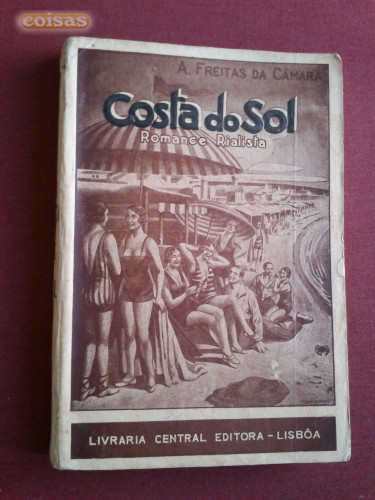 coisas
A. FREITAS DA CÂMARA
Costa do Sol
Romance Rialista
LIVRARIA CENTRAL EDITORA - LISBÔA